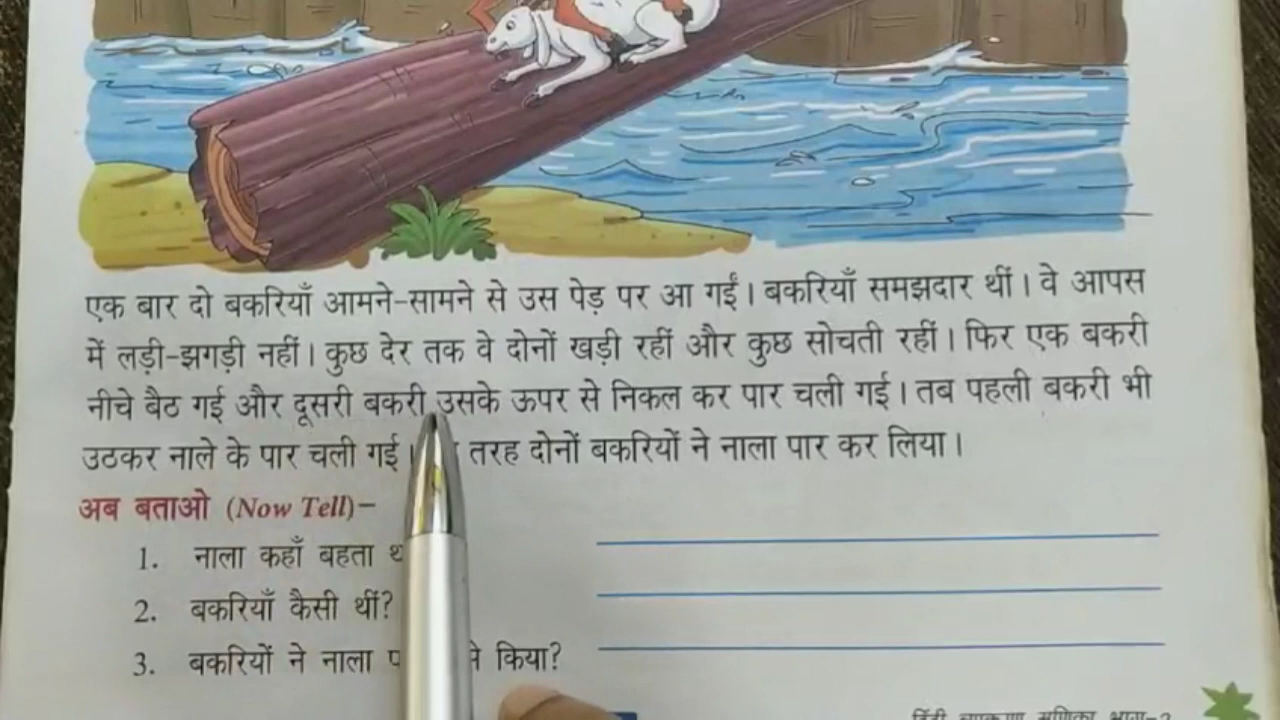 एक बार दो बकरियाँ आमने-सामने से उस पेड़ पर आ गईं। बकरियाँ समझदार थीं। वे आपस
में लड़ी-झगड़ी नहीं। कुछ देर तक वे दोनों खड़ी रहीं और कुछ सोचती रहीं। फिर एक बकरी
नीचे बैठ गई और दूसरी बकरी उसके ऊपर से निकल कर पार चली गई। तब पहली बकरी भी
उठकर नाले के पार चली गई। तरह दोनों बकरियों ने नाला पार कर लिया।
अब बताओ (Now Tell)–
1. नाला कहाँ बहता
2. बकरियाँ कैसी थीं?
3. बकरियों ने नाला किया?